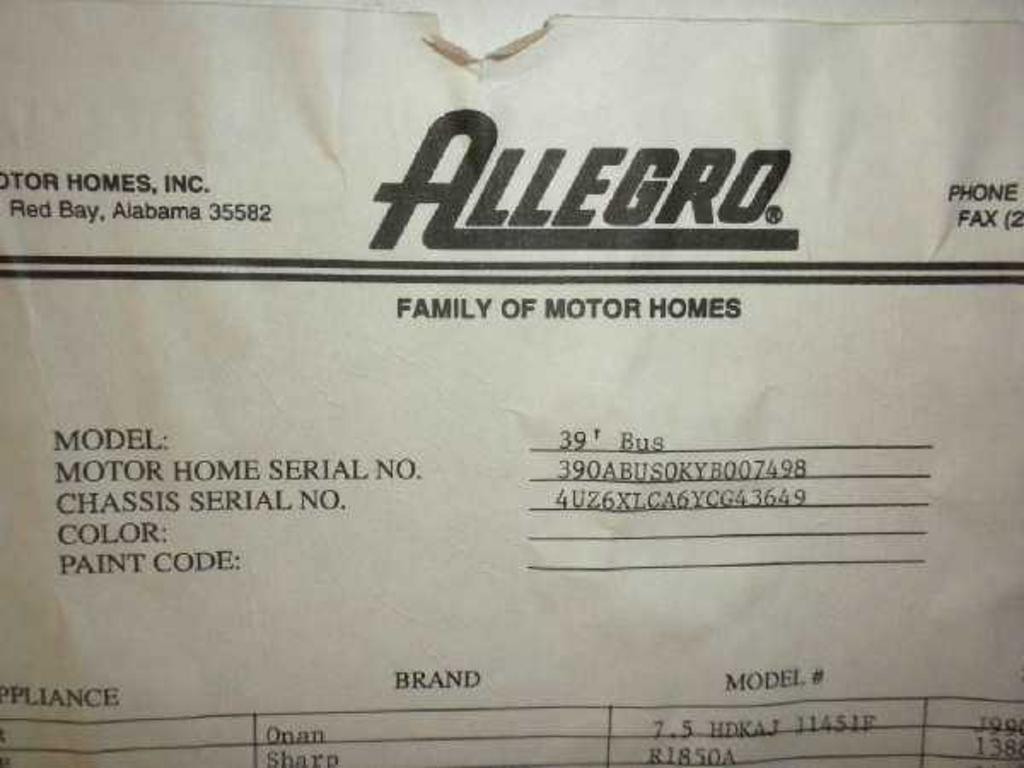 ALLEGRO®
OTOR HOMES, INC.
Red Bay, Alabama 35582
PHONE
FAX (2
FAMILY OF MOTOR HOMES
MODEL: 39' Bus
MOTOR HOME SERIAL NO. 390ABUS0KYB007498
CHASSIS SERIAL NO. 4UZ6XLCA6YCG43649
COLOR:
PAINT CODE:
PPLIANCE BRAND MODEL #
Onan 7.5 HDKAJ 11451F J990
Sharp R1850A 1388